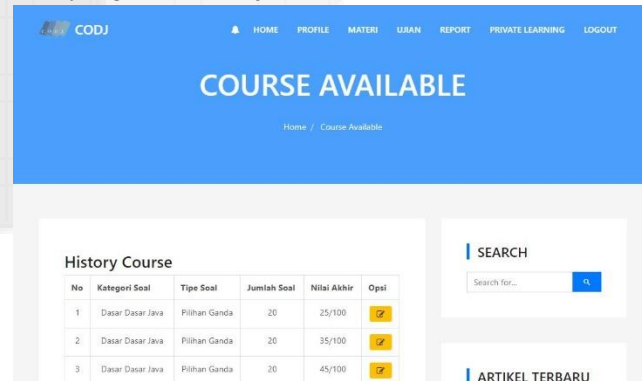 CODJ
HOME PROFILE MATERI UJIAN REPORT PRIVATE LEARNING LOGOUT
COURSE AVAILABLE
Home / Course Available
History Course
No Kategori Soal Tipe Soal Jumlah Soal Nilai Akhir Opsi
1 Dasar Dasar Java Pilihan Ganda 20 25/100
2 Dasar Dasar Java Pilihan Ganda 20 35/100
3 Dasar Dasar Java Pilihan Ganda 20 45/100
SEARCH
Search for...
ARTIKEL TERBARU